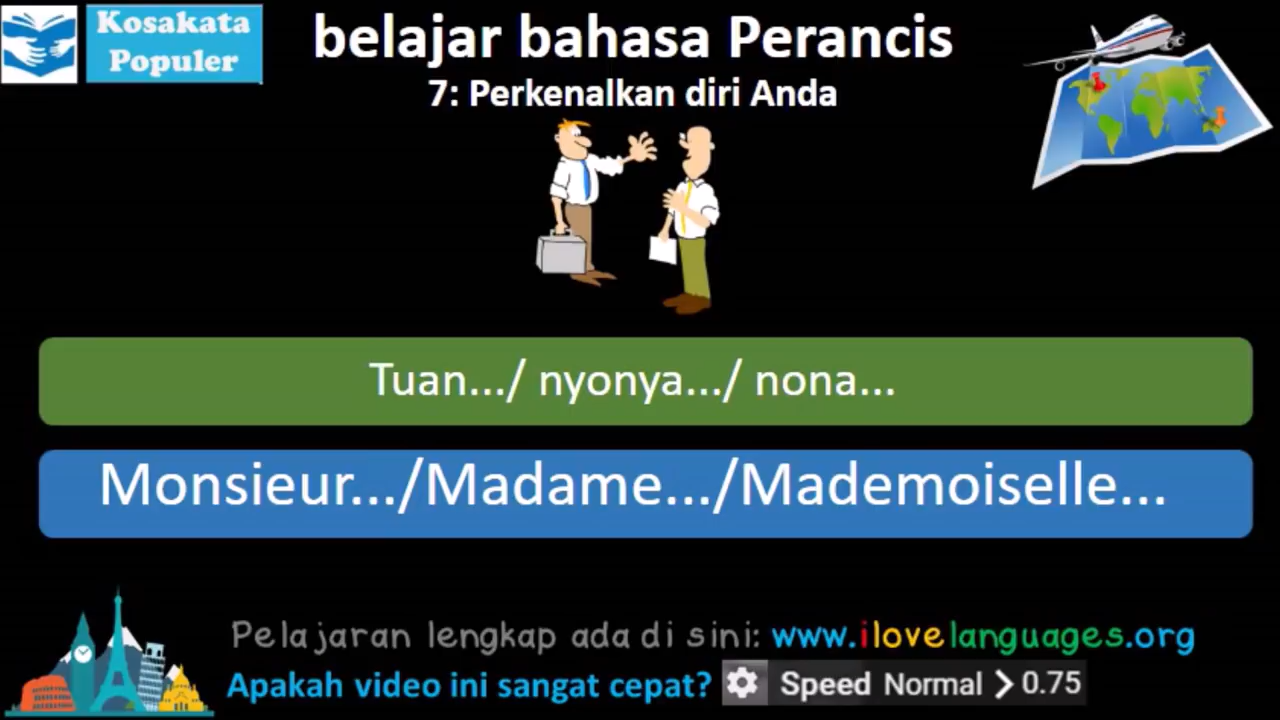 Kosakata
Populer
belajar bahasa Perancis
7: Perkenalkan diri Anda
Tuan.../ nyonya.../ nona...
Monsieur.../Madame.../Mademoiselle...
Pelajaran lengkap ada di sini: www.ilovelanguages.org
Apakah video ini sangat cepat? Speed Normal > 0.75